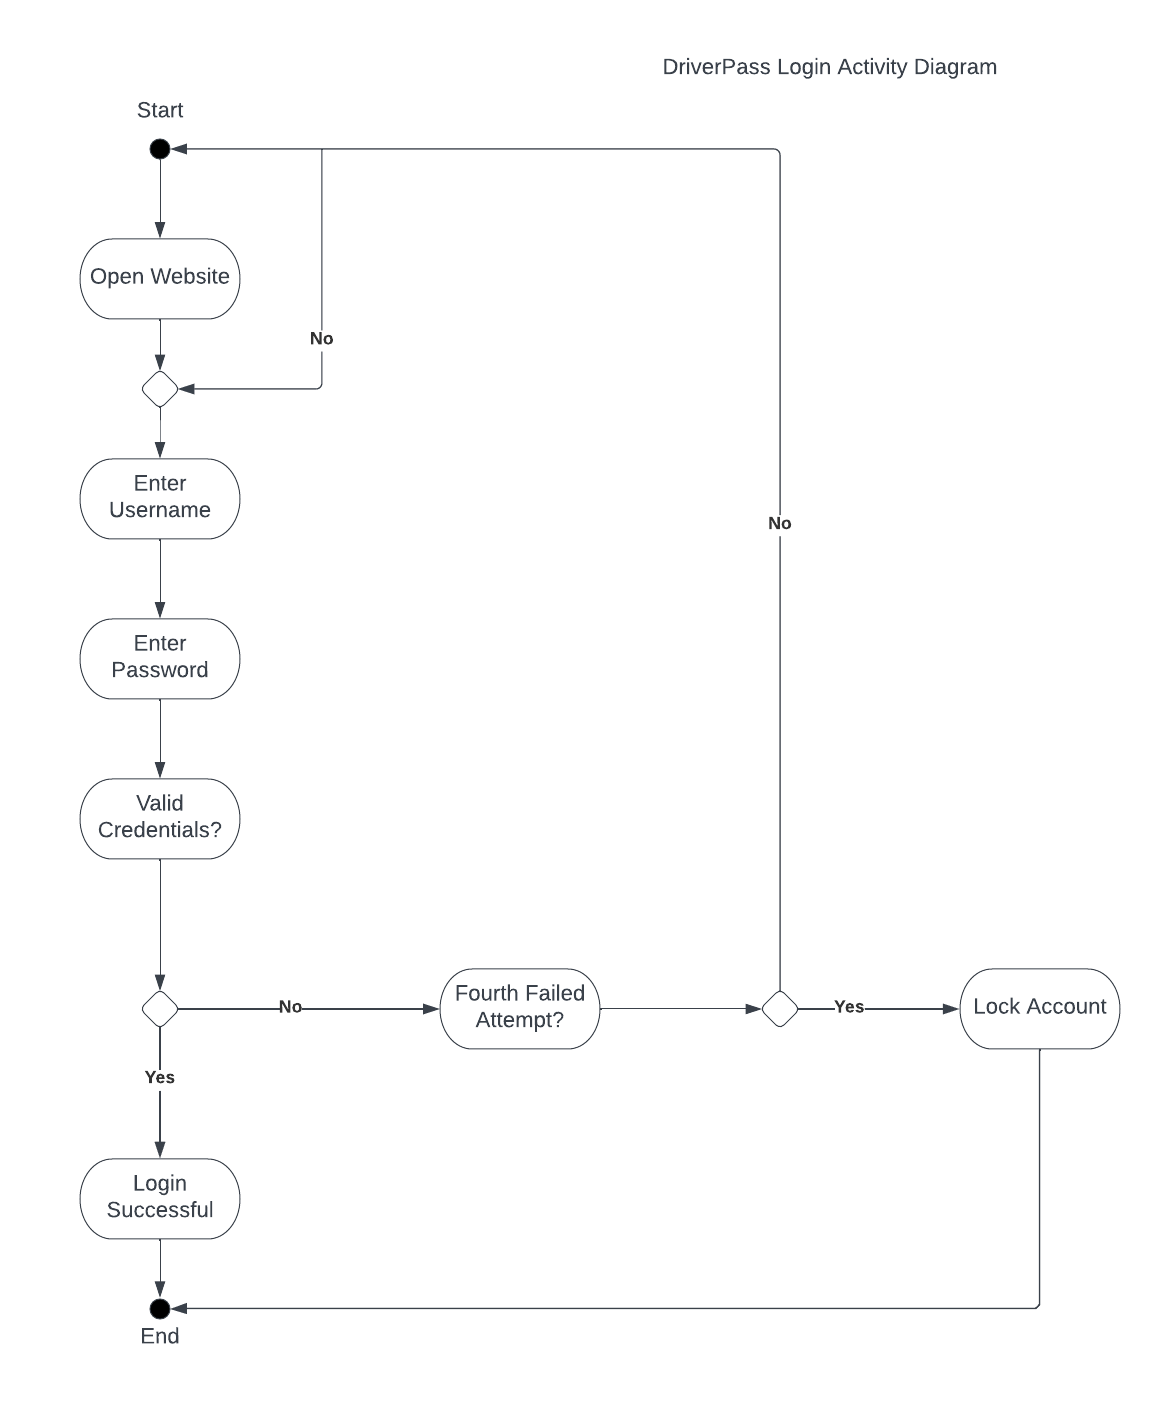 DriverPass Login Activity Diagram
Start
Open Website
No
Enter
Username
No
Enter
Password
Valid
Credentials?
No
Fourth Failed
Attempt?
Yes
Lock Account
Yes
Login
Successful
End